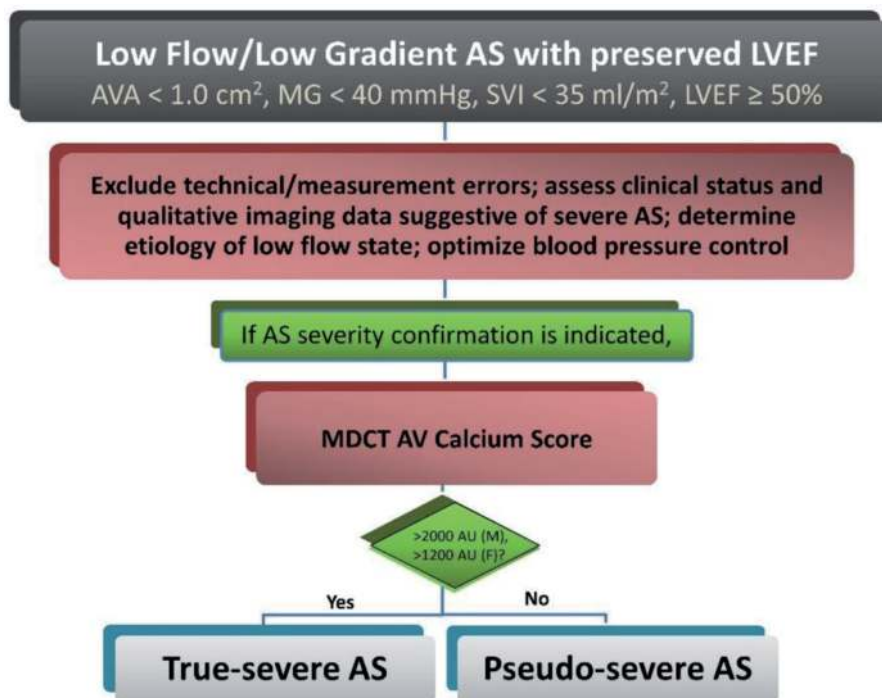 Low Flow/Low Gradient AS with preserved LVEF
AVA < 1.0 cm², MG < 40 mmHg, SVI < 35 ml/m², LVEF ≥ 50%
Exclude technical/measurement errors; assess clinical status and
qualitative imaging data suggestive of severe AS; determine
etiology of low flow state; optimize blood pressure control
If AS severity confirmation is indicated,
MDCT AV Calcium Score
>2000 AU (M),
>1200 AU (F)?
Yes
No
True-severe AS
Pseudo-severe AS